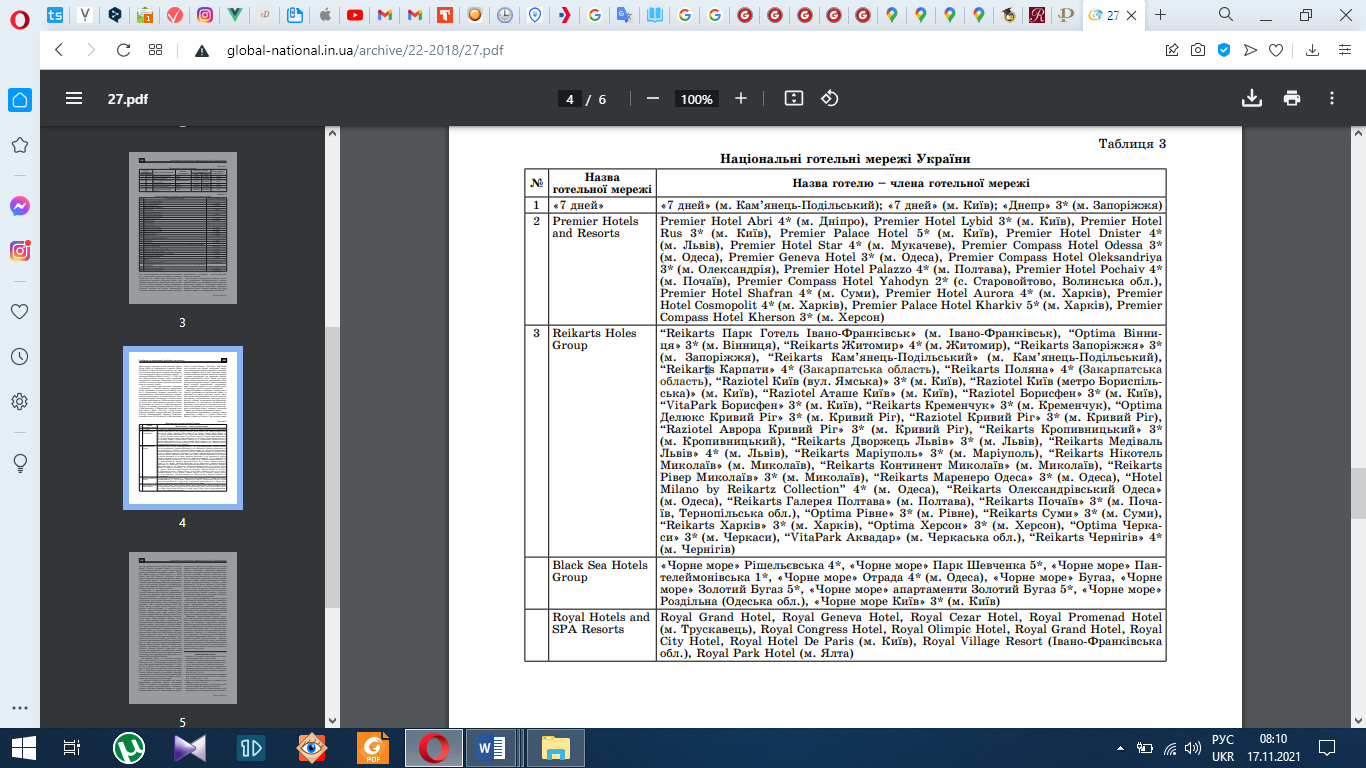 27
global-national.in.ua/archive/22-2018/27.pdf
27.pdf
4 / 6
100%
3
4
5
Таблиця 3
Національні готельні мережі України
№
Назва
готельної мережі
Назва готелю – члена готельної мережі
1
«7 дней»
«7 дней» (м. Кам’янець-Подільський); «7 дней» (м. Київ); «Днепр» 3* (м. Запоріжжя)
2
Premier Hotels
and Resorts
Premier Hotel Abri 4* (м. Дніпро), Premier Hotel Lybid 3* (м. Київ), Premier Hotel
Rus 3* (м. Київ), Premier Palace Hotel 5* (м. Київ), Premier Hotel Dnister 4*
(м. Львів), Premier Hotel Star 4* (м. Мукачеве), Premier Compass Hotel Odessa 3*
(м. Одеса), Premier Geneva Hotel 3* (м. Одеса), Premier Compass Hotel Oleksandriya
3* (м. Олександрія), Premier Hotel Palazzo 4* (м. Полтава), Premier Hotel Pochaiv 4*
(м. Почаїв), Premier Compass Hotel Yahodyn 2* (с. Старовойтово, Волинська обл.),
Premier Hotel Shafran 4* (м. Суми), Premier Hotel Aurora 4* (м. Харків), Premier
Hotel Cosmopolit 4* (м. Харків), Premier Palace Hotel Kharkiv 5* (м. Харків), Premier
Compass Hotel Kherson 3* (м. Херсон)
3
Reikarts Holes
Group
“Reikarts Парк Готель Івано-Франківськ» (м. Івано-Франківськ), “Optima Вінни-
ця» 3* (м. Вінниця), “Reikarts Житомир» 4* (м. Житомир), “Reikarts Запоріжжя» 3*
(м. Запоріжжя), “Reikarts Кам’янець-Подільський» (м. Кам’янець-Подільський),
“Reikarts Карпати» 4* (Закарпатська область), “Reikarts Поляна» 4* (Закарпатська
область), “Raziotel Київ (вул. Ямська)» 3* (м. Київ), “Raziotel Київ (метро Бориспіль-
ська)» (м. Київ), “Raziotel Аташе Київ» (м. Київ), “Raziotel Борисфен» 3* (м. Київ),
“VitaPark Борисфен» 3* (м. Київ), “Reikarts Кременчук» 3* (м. Кременчук), “Optima
Делюкс Кривий Ріг» 3* (м. Кривий Ріг), “Raziotel Кривий Ріг» 3* (м. Кривий Ріг),
“Raziotel Аврора Кривий Ріг» 3* (м. Кривий Ріг), “Reikarts Кропивницький» 3*
(м. Кропивницький), “Reikarts Дворжець Львів» 3* (м. Львів), “Reikarts Медіваль
Львів» 4* (м. Львів), “Reikarts Маріуполь» 3* (м. Маріуполь), “Reikarts Нікотель
Миколаїв» (м. Миколаїв), “Reikarts Континент Миколаїв» (м. Миколаїв), “Reikarts
Рівер Миколаїв» 3* (м. Миколаїв), “Reikarts Маренеро Одеса» 3* (м. Одеса), “Hotel
Milano by Reikartz Collection” 4* (м. Одеса), “Reikarts Олександрівский Одеса»
(м. Одеса), “Reikarts Галерея Полтава» (м. Полтава), “Reikarts Почаїв» 3* (м. Поча-
їв, Тернопільська обл.), “Optima Рівне» 3* (м. Рівне), “Reikarts Суми» 3* (м. Суми),
“Reikarts Харків» 3* (м. Харків), “Optima Херсон» 3* (м. Херсон), “Optima Черка-
си» 3* (м. Черкаси), “VitaPark Аквадар» (м. Черкаська обл.), “Reikarts Чернігів» 4*
(м. Чернігів)
Black Sea Hotels
Group
«Чорне море» Рішельєвська 4*, «Чорне море» Парк Шевченка 5*, «Чорне море» Пан-
телеймонівська 1*, «Чорне море» Отрада 4* (м. Одеса), «Чорне море» Бугаз, «Чорне
море» Золотий Бугаз 5*, «Чорне море» апартаменти Золотий Бугаз 5*, «Чорне море»
Роздільна (Одеська обл.), «Чорне море Київ» 3* (м. Київ)
Royal Hotels and
SPA Resorts
Royal Grand Hotel, Royal Geneva Hotel, Royal Cezar Hotel, Royal Promenad Hotel
(м. Трускавець), Royal Congress Hotel, Royal Olimpic Hotel, Royal Grand Hotel, Royal
City Hotel, Royal Hotel De Paris (м. Київ), Royal Village Resort (Івано-Франківська
обл.), Royal Park Hotel (м. Ялта)
РУС
UKR
08:10
17.11.2021